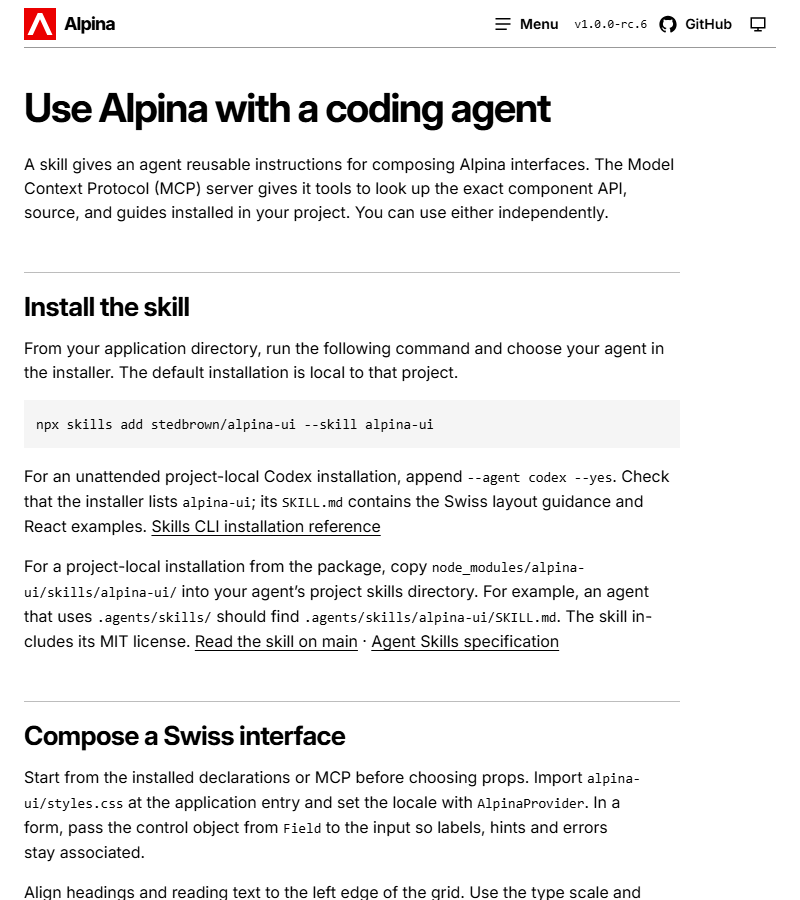 Alpina
Menu v1.0.0-rc.6 GitHub
Use Alpina with a coding agent
A skill gives an agent reusable instructions for composing Alpina interfaces. The Model
Context Protocol (MCP) server gives it tools to look up the exact component API,
source, and guides installed in your project. You can use either independently.
Install the skill
From your application directory, run the following command and choose your agent in
the installer. The default installation is local to that project.
npx skills add stedbrown/alpina-ui --skill alpina-ui
For an unattended project-local Codex installation, append --agent codex --yes. Check
that the installer lists alpina-ui; its SKILL.md contains the Swiss layout guidance and
React examples. Skills CLI installation reference
For a project-local installation from the package, copy node_modules/alpina-
ui/skills/alpina-ui/ into your agent’s project skills directory. For example, an agent
that uses .agents/skills/ should find .agents/skills/alpina-ui/SKILL.md. The skill in-
cludes its MIT license. Read the skill on main · Agent Skills specification
Compose a Swiss interface
Start from the installed declarations or MCP before choosing props. Import alpina-
ui/styles.css at the application entry and set the locale with AlpinaProvider. In a
form, pass the control object from Field to the input so labels, hints and errors
stay associated.
Align headings and reading text to the left edge of the grid. Use the type scale and